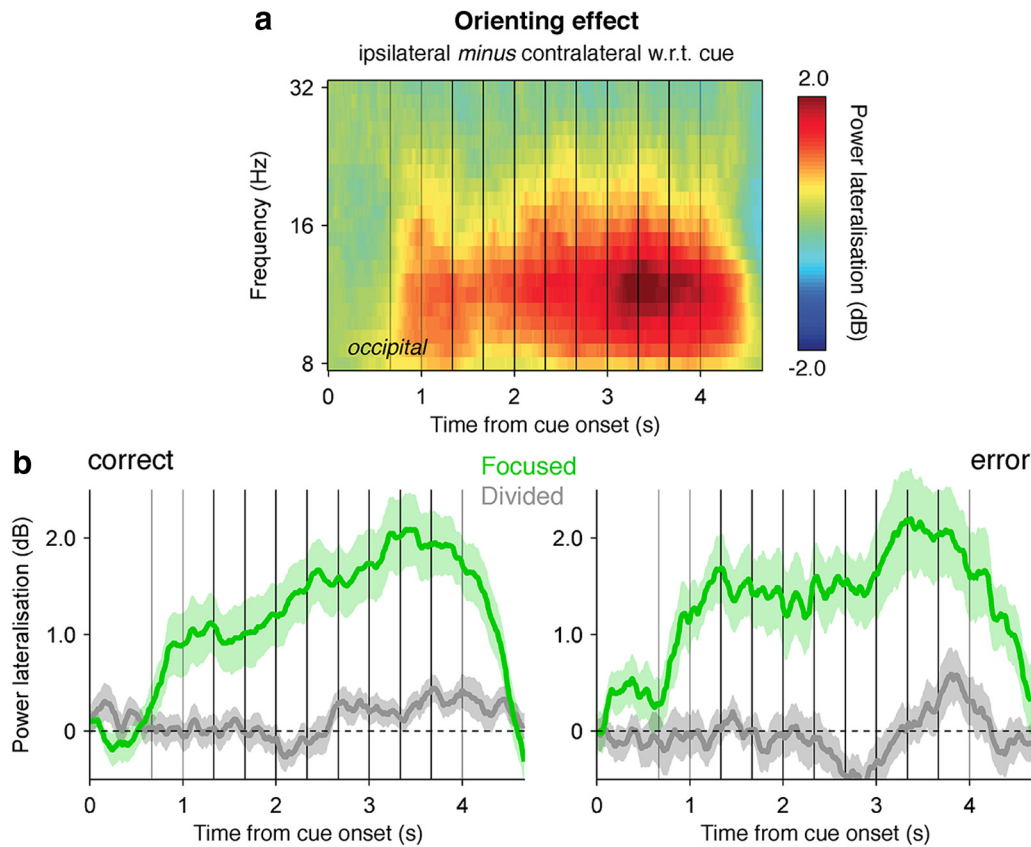 a
Orienting effect
ipsilateral minus contralateral w.r.t. cue
32
16
8
Frequency (Hz)
occipital
0 1 2 3 4
Time from cue onset (s)
2.0
-2.0
Power lateralisation (dB)
b
correct
Focused
Divided
error
2.0
1.0
0
Power lateralisation (dB)
0 1 2 3 4
Time from cue onset (s)
2.0
1.0
0
0 1 2 3 4
Time from cue onset (s)